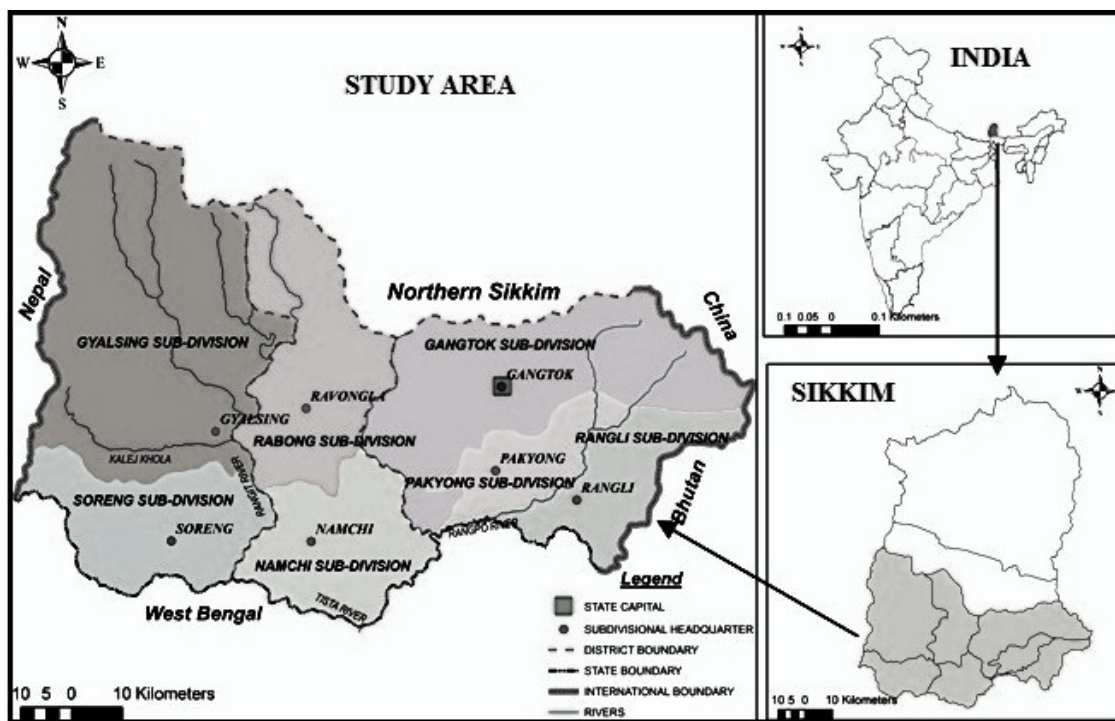 N
W E
S
STUDY AREA
Nepal
Northern Sikkim
China
GYALSING SUB-DIVISION
GANGTOK SUB-DIVISION
GANGTOK
RAVONGLA
GYALSING
RABONG SUB-DIVISION
RANGLI SUB-DIVISION
KALEJ KHOLA
PAKYONG
PAKYONG SUB-DIVISION
RANGIT RIVER
SORENG SUB-DIVISION
RANGLI
Bhutan
SORENG
NAMCHI
RANGPO RIVER
NAMCHI SUB-DIVISION
West Bengal
TISTA RIVER
Legend
STATE CAPITAL
SUBDIVISIONAL HEADQUARTER
DISTRICT BOUNDARY
STATE BOUNDARY
INTERNATIONAL BOUNDARY
RIVERS
10 5 0 10 Kilometers
INDIA
0.1 0.05 0 0.1 Kilometers
SIKKIM
10 5 0 10 Kilometers